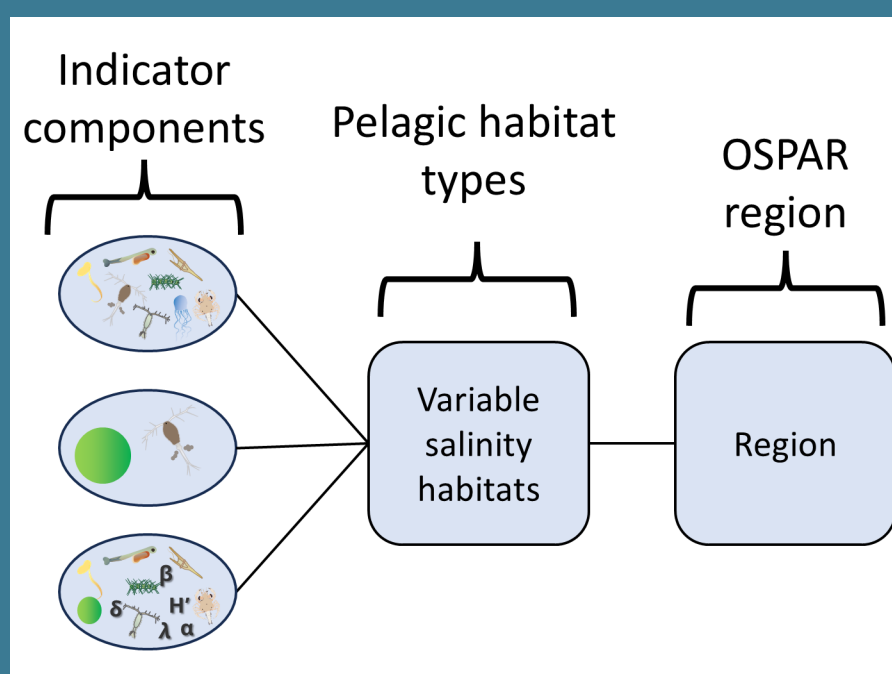 Indicator
components
Pelagic habitat
types
OSPAR
region
Variable
salinity
habitats
Region
β
δ
H'
λ α